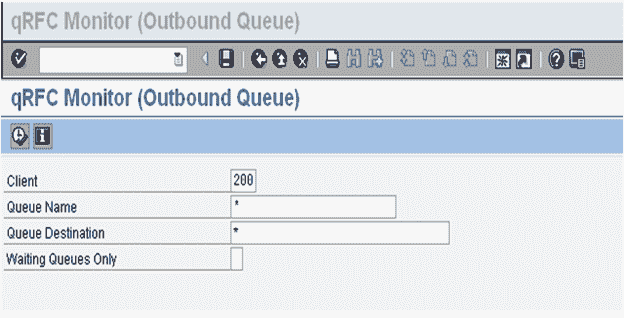 qRFC Monitor (Outbound Queue)
qRFC Monitor (Outbound Queue)
Client 200
Queue Name *
Queue Destination *
Waiting Queues Only